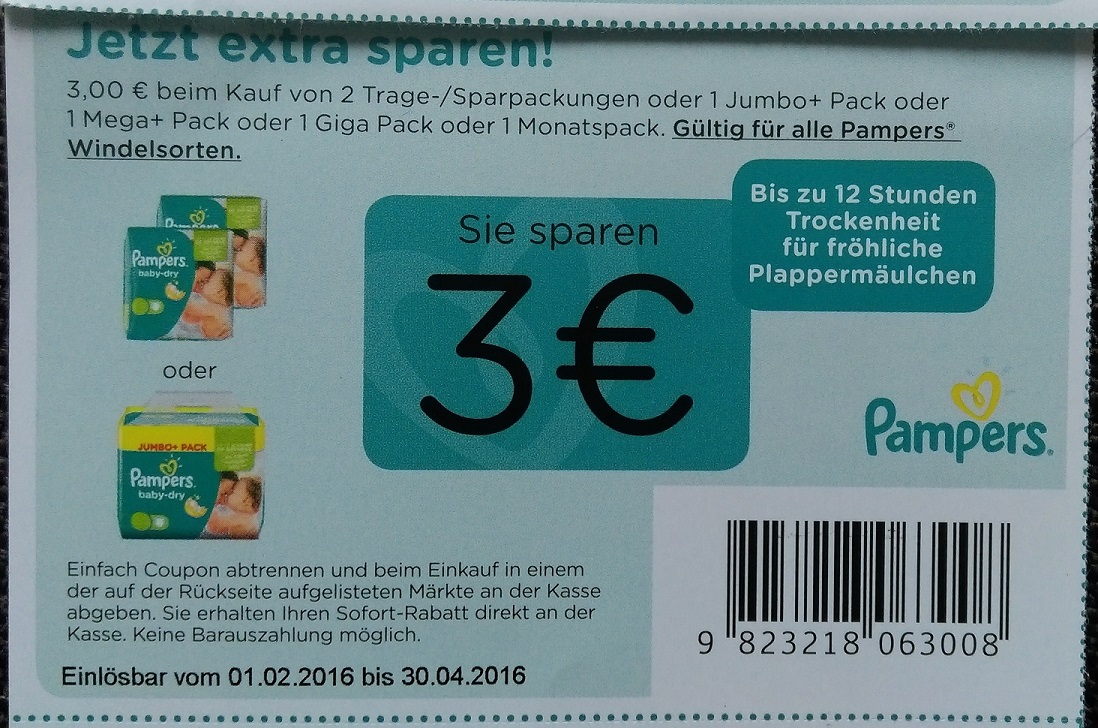 Jetzt extra sparen!
3,00 € beim Kauf von 2 Trage-/Sparpackungen oder 1 Jumbo+ Pack oder
1 Mega+ Pack oder 1 Giga Pack oder 1 Monatspack. Gültig für alle Pampers®
Windelsorten.
Bis zu 12 Stunden
Trockenheit
für fröhliche
Plappermäulchen
Sie sparen
3€
Pampers
Pampers.
baby-dry
oder
JUMBO+ PACK
Pampers.
baby-dry
Pampers.
Einfach Coupon abtrennen und beim Einkauf in einem
der auf der Rückseite aufgelisteten Märkte an der Kasse
abgeben. Sie erhalten Ihren Sofort-Rabatt direkt an der
Kasse. Keine Barauszahlung möglich.
Einlösbar vom 01.02.2016 bis 30.04.2016
9 823218 063008